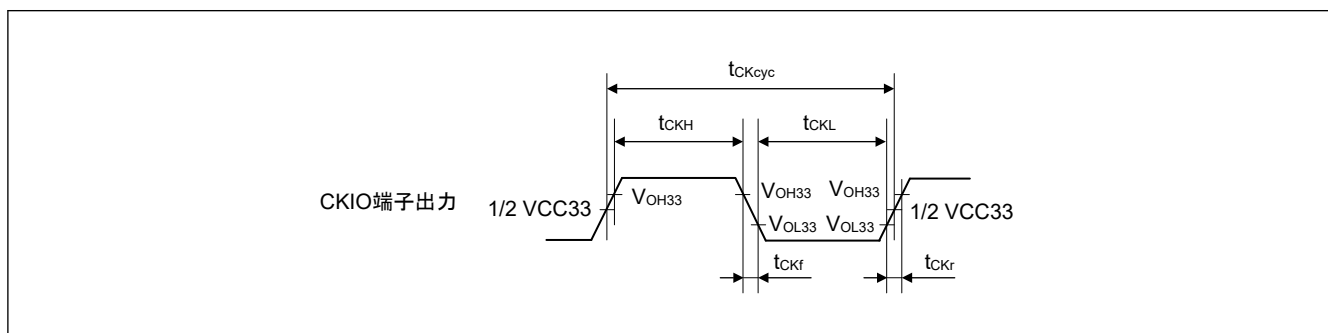 tCKcyc
tCKH tCKL
CKIO端子出力 1/2 VCC33 VOH33 VOH33 VOL33 VOH33 VOL33 1/2 VCC33
tCKf tCKr